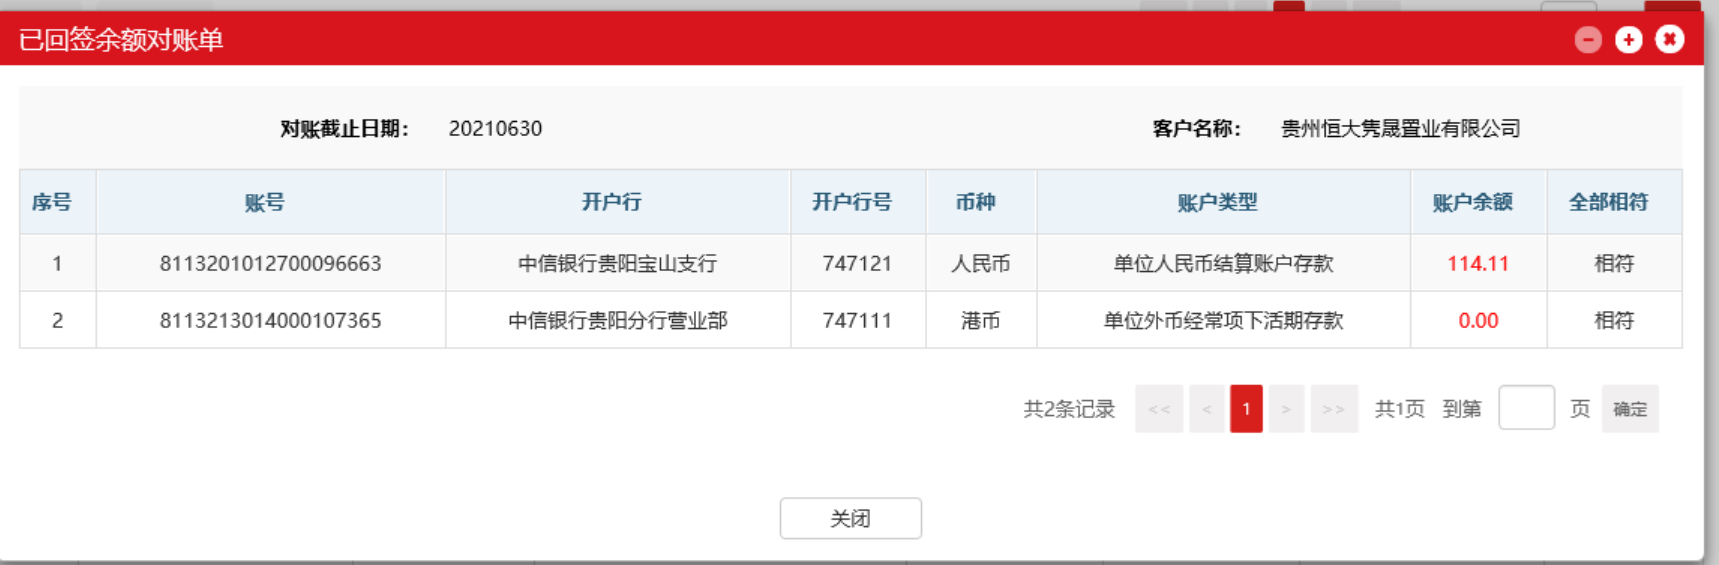 已回签余额对账单
对账截止日期： 20210630 客户名称： 贵州恒大隽晟置业有限公司
序号 账号 开户行 开户行号 币种 账户类型 账户余额 全部相符
1 8113201012700096663 中信银行贵阳宝山支行 747121 人民币 单位人民币结算账户存款 114.11 相符
2 8113213014000107365 中信银行贵阳分行营业部 747111 港币 单位外币经常项下活期存款 0.00 相符
共2条记录 << < 1 > >> 共1页 到第 页 确定
关闭